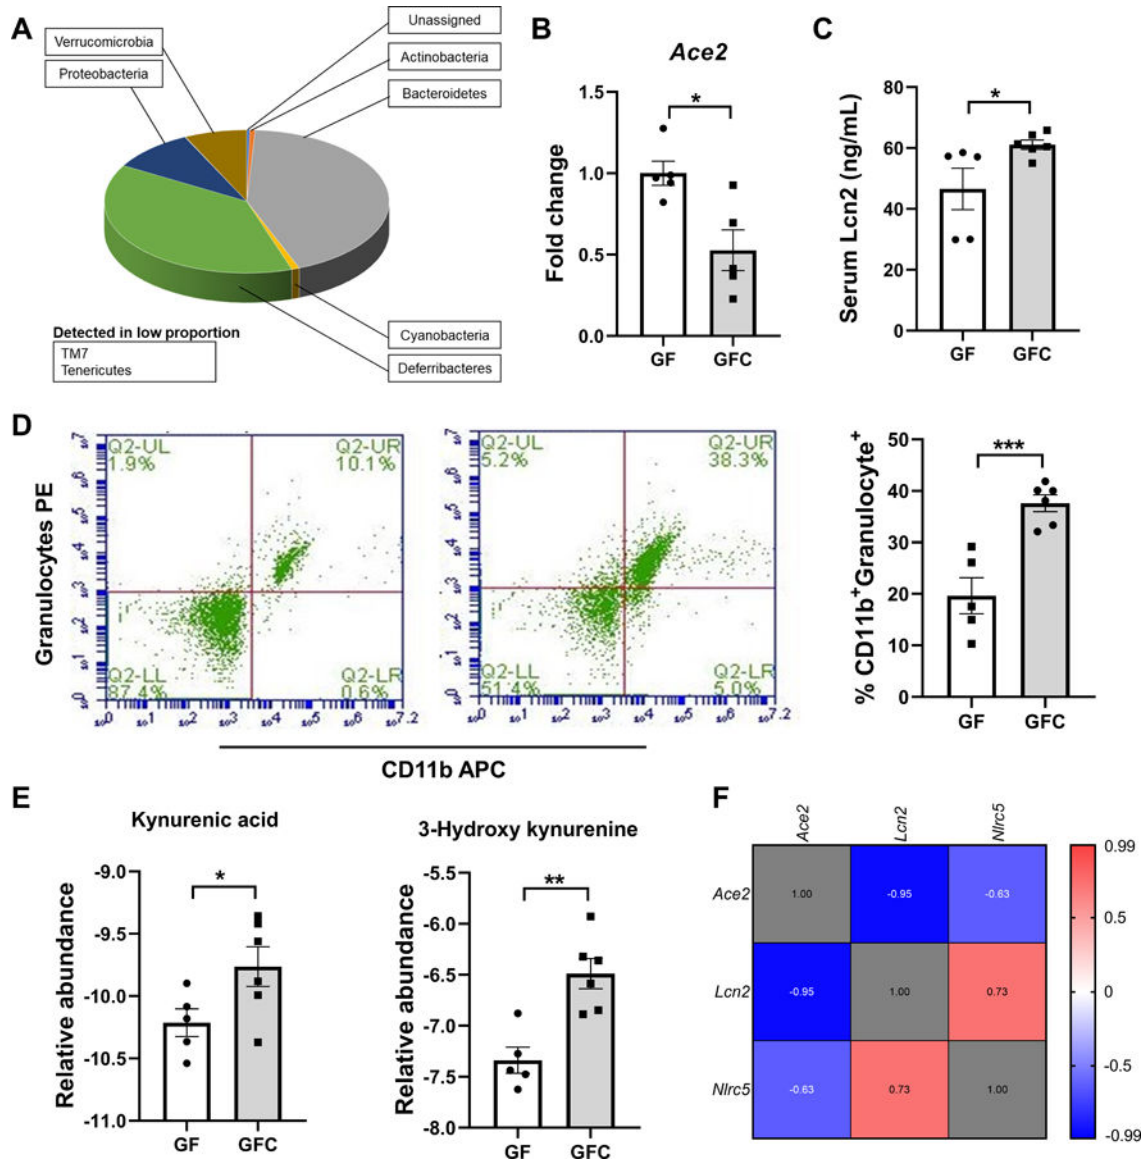 A
Verrucomicrobia
Proteobacteria
Unassigned
Actinobacteria
Bacteroidetes
Cyanobacteria
Deferribacteres
Detected in low proportion
TM7
Tenericutes
B
Ace2
*
Fold change
1.5
1.0
0.5
0.0
GF
GFC
C
*
Serum Lcn2 (ng/mL)
80
60
40
20
0
GF
GFC
D
Granulocytes PE
Q2-UL
1.9%
Q2-UR
10.1%
Q2-LL
87.4%
Q2-LR
0.6%
Q2-UL
5.2%
Q2-UR
38.3%
Q2-LL
51.4%
Q2-LR
5.0%
CD11b APC
***
% CD11b+Granulocyte+
50
40
30
20
10
0
GF
GFC
E
Kynurenic acid
*
Relative abundance
-9.0
-9.5
-10.0
-10.5
-11.0
GF
GFC
3-Hydroxy kynurenine
**
Relative abundance
-5.5
-6.0
-6.5
-7.0
-7.5
-8.0
GF
GFC
F
Ace2
Lcn2
Nlrc5
Ace2
1.00
-0.95
-0.63
Lcn2
-0.95
1.00
0.73
Nlrc5
-0.63
0.73
1.00
0.99
0.5
0
-0.5
-0.99